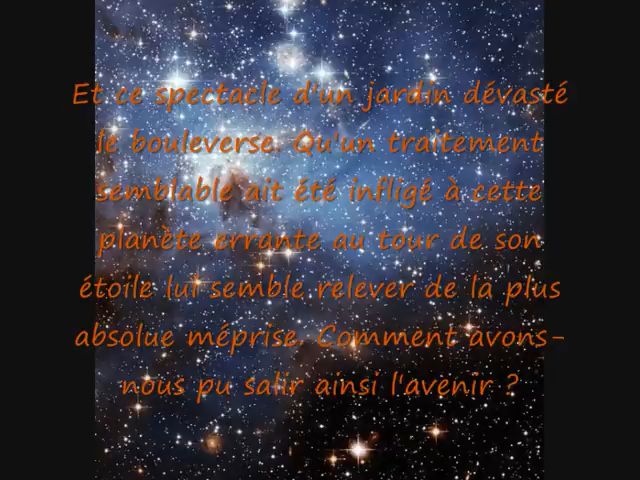 Et ce spectacle d'un jardin dévasté
le bouleverse. Qu'un traitement
semblable ait été infligé à cette
planète errante au tour de son
étoile lui semble relever de la plus
absolue méprise. Comment avons-
nous pu salir ainsi l'avenir ?